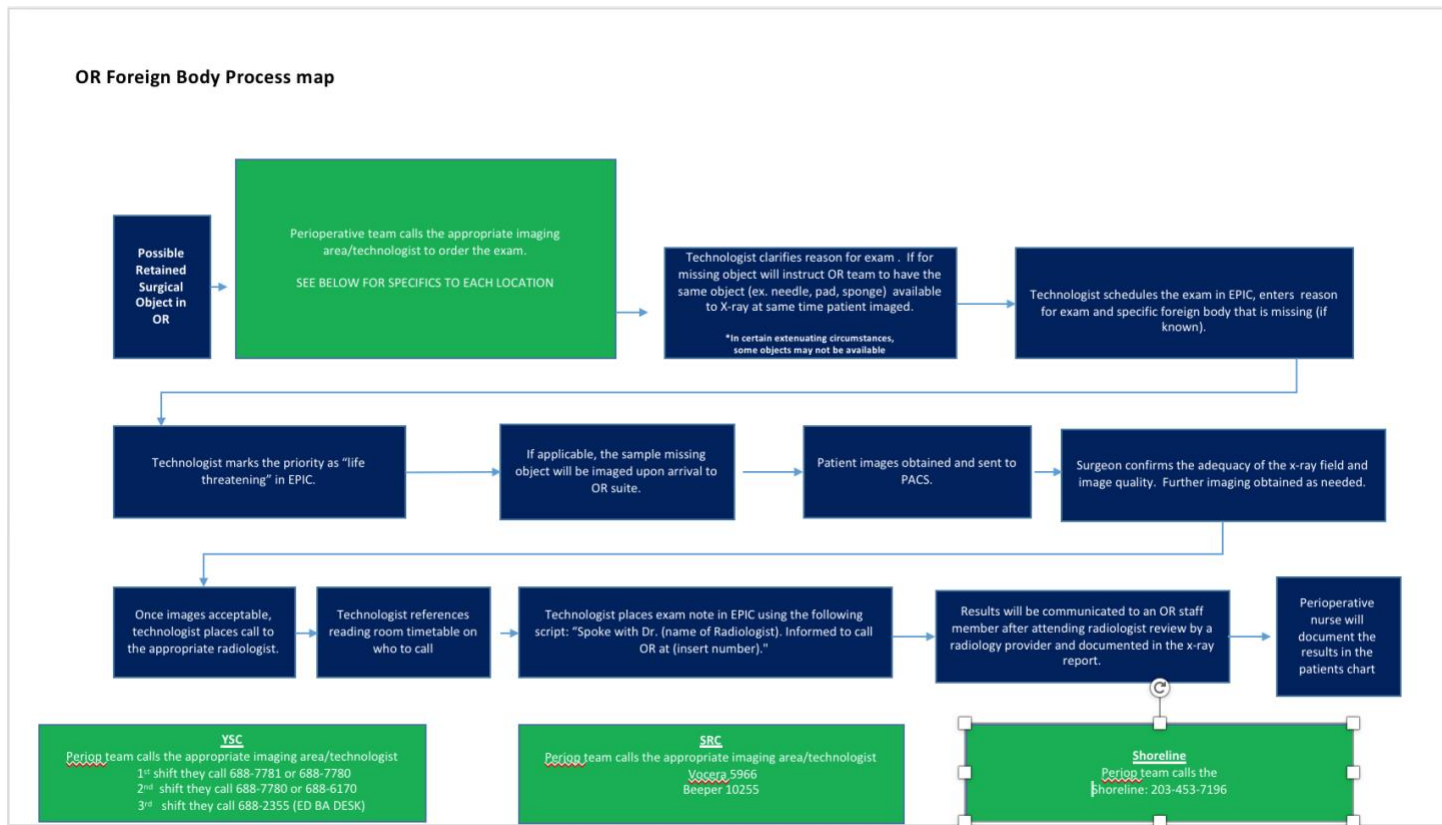 OR Foreign Body Process map
Possible
Retained
Surgical
Object in
OR
Perioperative team calls the appropriate imaging
area/technologist to order the exam.
SEE BELOW FOR SPECIFICS TO EACH LOCATION
Technologist clarifies reason for exam . If for
missing object will instruct OR team to have the
same object (ex. needle, pad, sponge) available
to X-ray at same time patient imaged.
*In certain extenuating circumstances,
some objects may not be available
Technologist schedules the exam in EPIC, enters reason
for exam and specific foreign body that is missing (if
known).
Technologist marks the priority as “life
threatening” in EPIC.
If applicable, the sample missing
object will be imaged upon arrival to
OR suite.
Patient images obtained and sent to
PACS.
Surgeon confirms the adequacy of the x-ray field and
image quality. Further imaging obtained as needed.
Once images acceptable,
technologist places call to
the appropriate radiologist.
Technologist references
reading room timetable on
who to call
Technologist places exam note in EPIC using the following
script: “Spoke with Dr. (name of Radiologist). Informed to call
OR at (insert number)."
Results will be communicated to an OR staff
member after attending radiologist review by a
radiology provider and documented in the x-ray
report.
Perioperative
nurse will
document the
results in the
patients chart
YSC
Periop team calls the appropriate imaging area/technologist
1st shift they call 688-7781 or 688-7780
2nd shift they call 688-7780 or 688-6170
3rd shift they call 688-2355 (ED BA DESK)
SRC
Periop team calls the appropriate imaging area/technologist
Vocera 5966
Beeper 10255
Shoreline
Periop team calls the
Shoreline: 203-453-7196